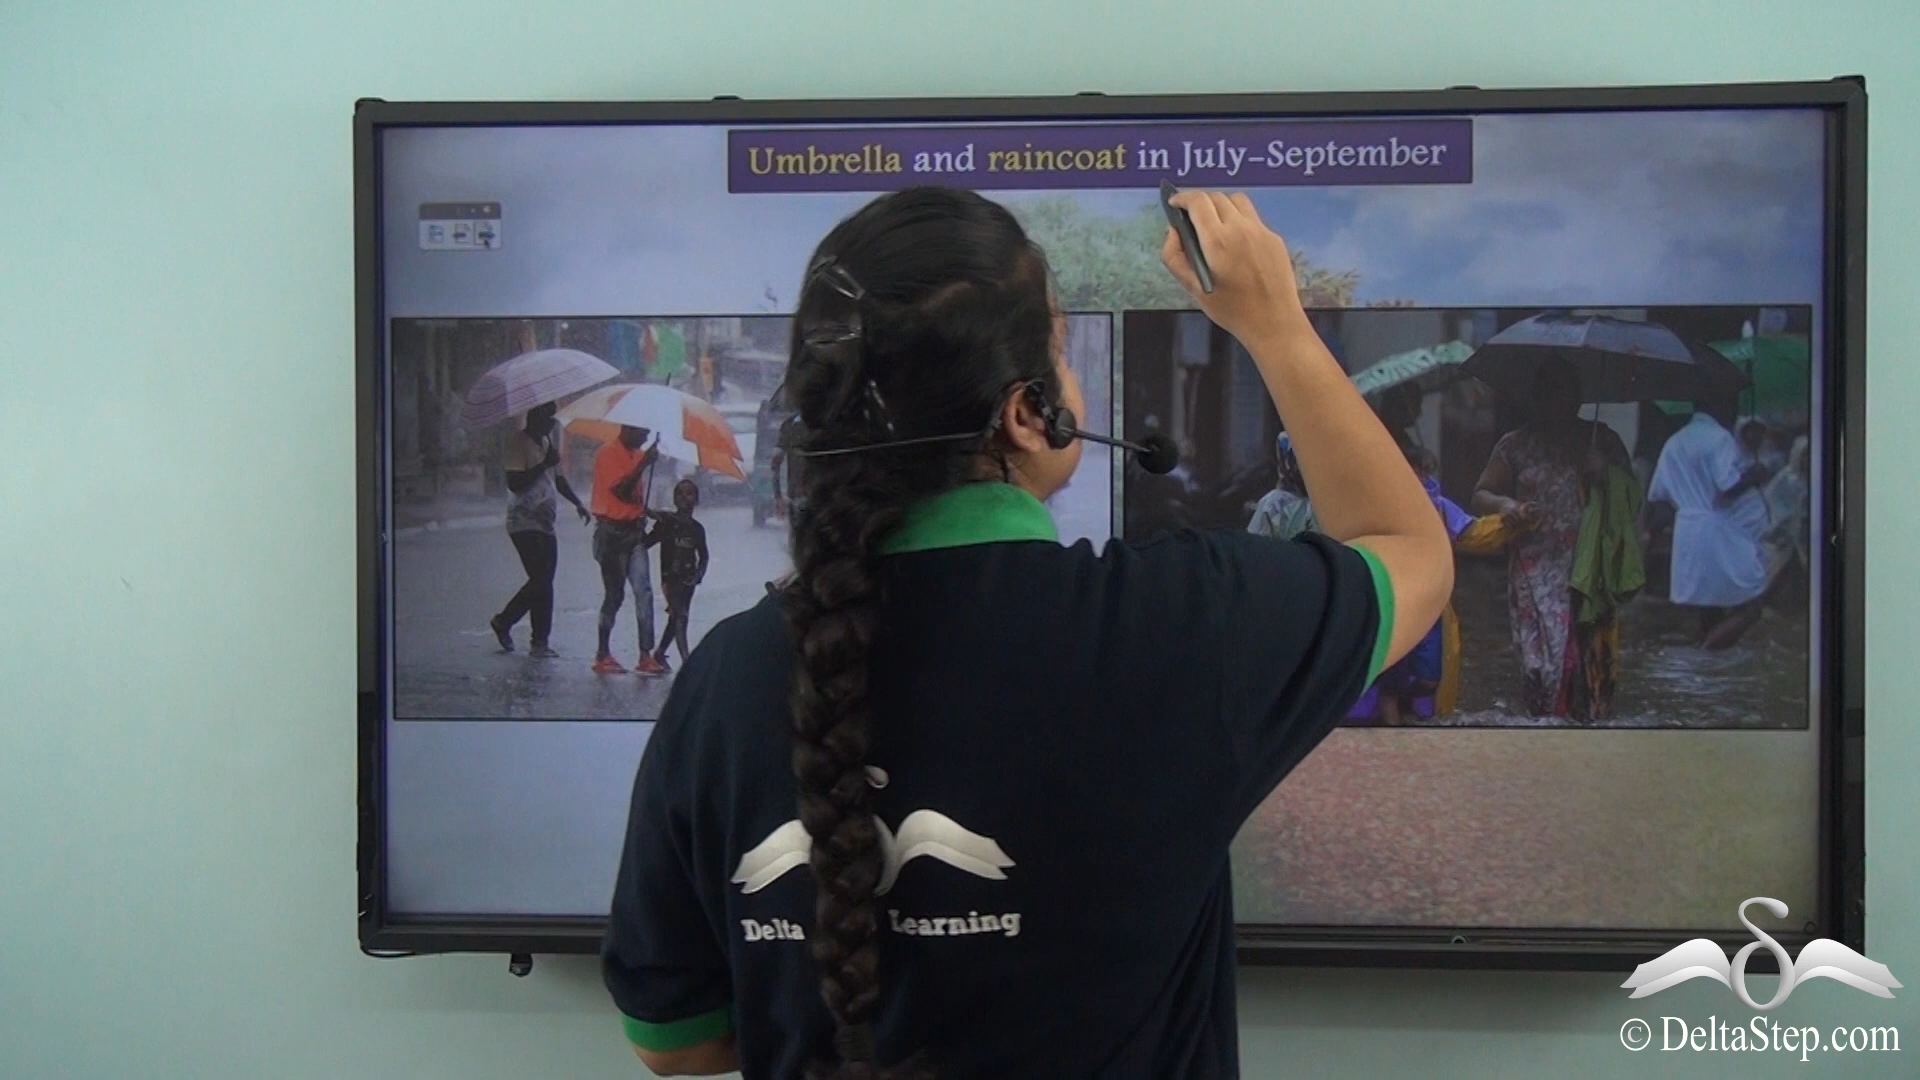 Umbrella and raincoat in July-September
Delta Learning
© DeltaStep.com